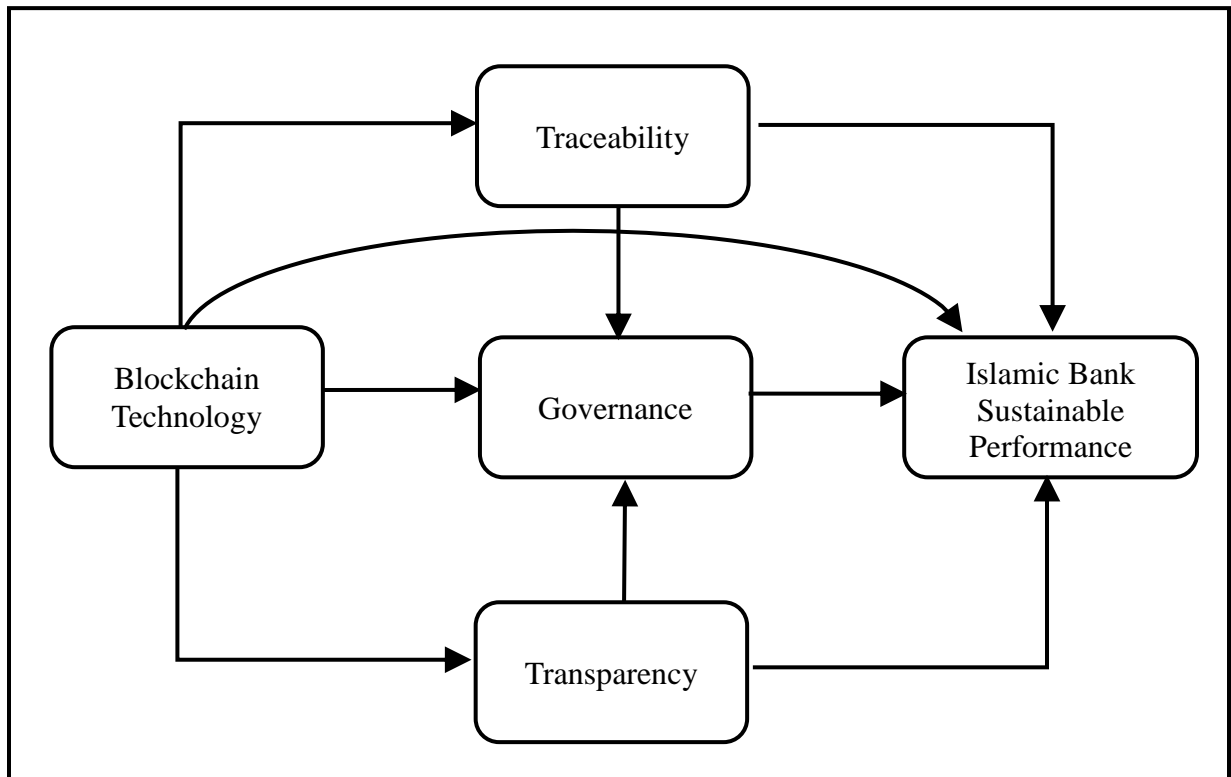 Traceability
Blockchain
Technology
Governance
Islamic Bank
Sustainable
Performance
Transparency